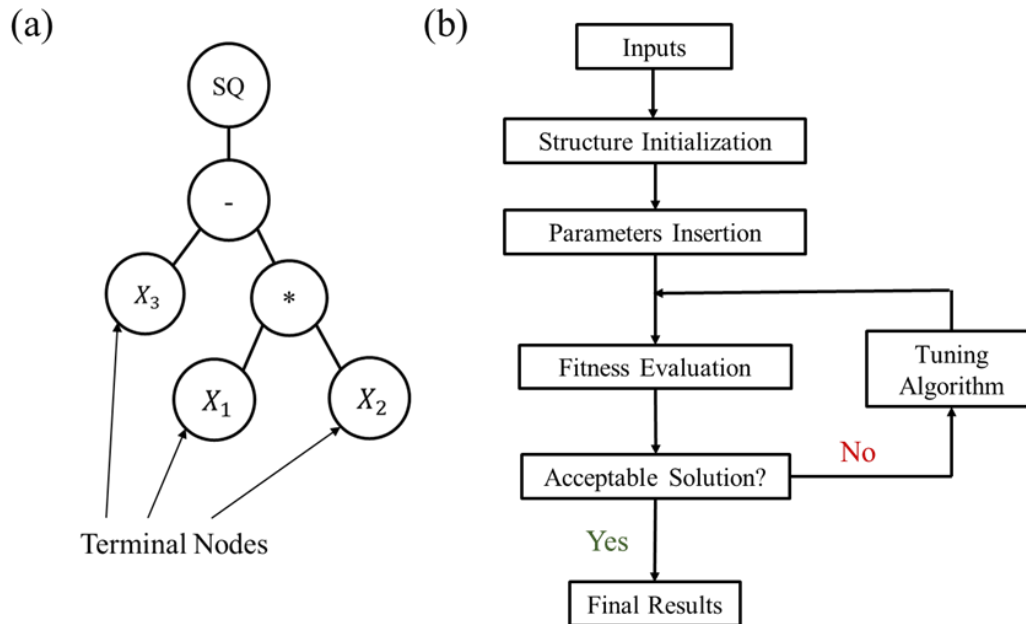 (a)
SQ
-
X₃
*
X₁
X₂
Terminal Nodes
(b)
Inputs
Structure Initialization
Parameters Insertion
Fitness Evaluation
Tuning
Algorithm
Acceptable Solution?
No
Yes
Final Results